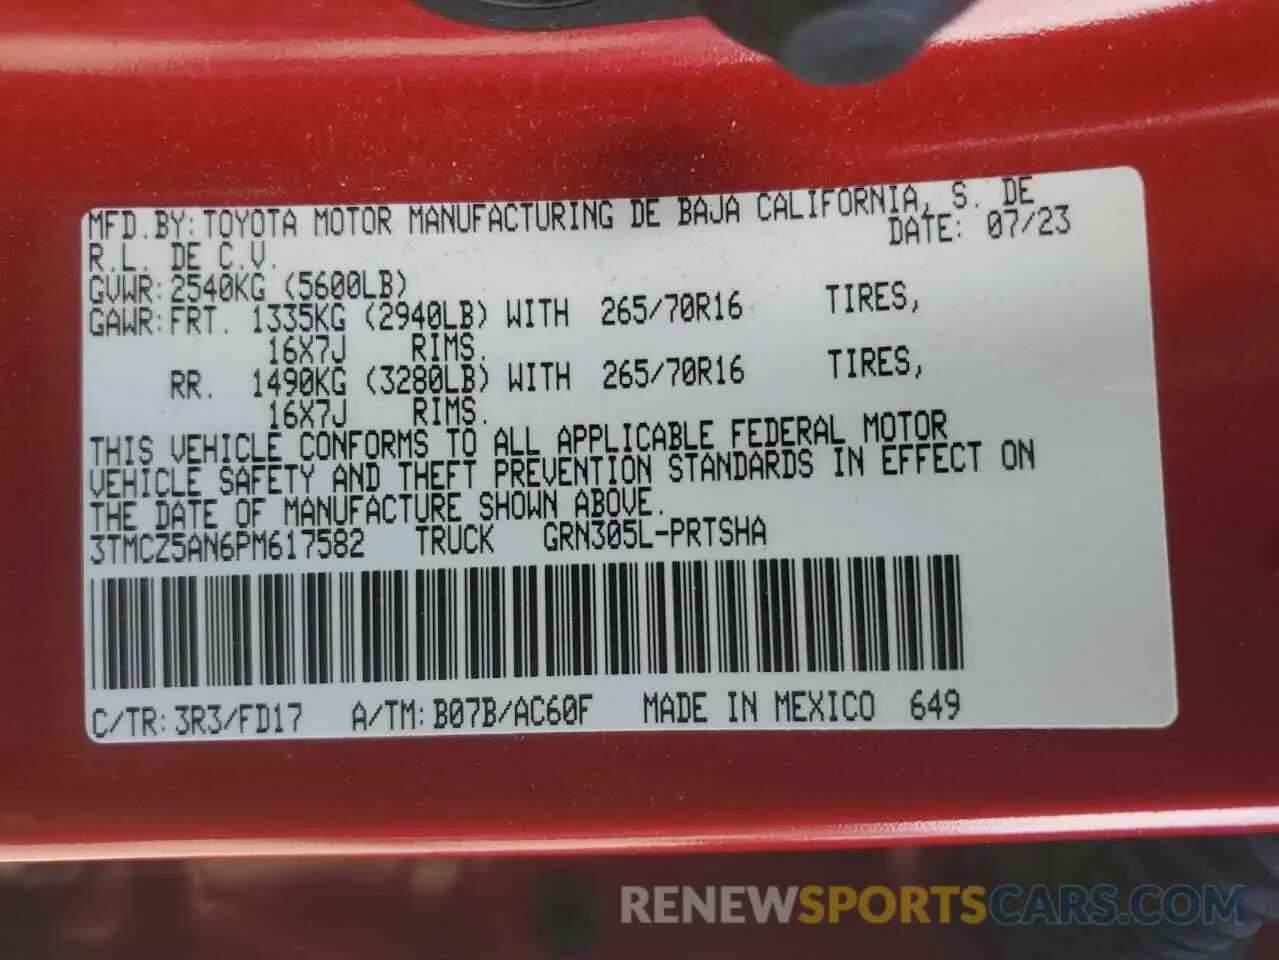 MFD.BY:TOYOTA MOTOR MANUFACTURING DE BAJA CALIFORNIA, S. DE
R.L. DE C.V. DATE: 07/23
GVWR:2540KG (5600LB)
GAWR:FRT. 1335KG (2940LB) WITH 265/70R16 TIRES,
16X7J RIMS.
RR. 1490KG (3280LB) WITH 265/70R16 TIRES,
16X7J RIMS.
THIS VEHICLE CONFORMS TO ALL APPLICABLE FEDERAL MOTOR
VEHICLE SAFETY AND THEFT PREVENTION STANDARDS IN EFFECT ON
THE DATE OF MANUFACTURE SHOWN ABOVE.
3TMCZ5AN6PM617582 TRUCK GRN305L-PRTSHA
C/TR:3R3/FD17 A/TM:B07B/AC60F MADE IN MEXICO 649
RENEWSPORTSCARS.COM